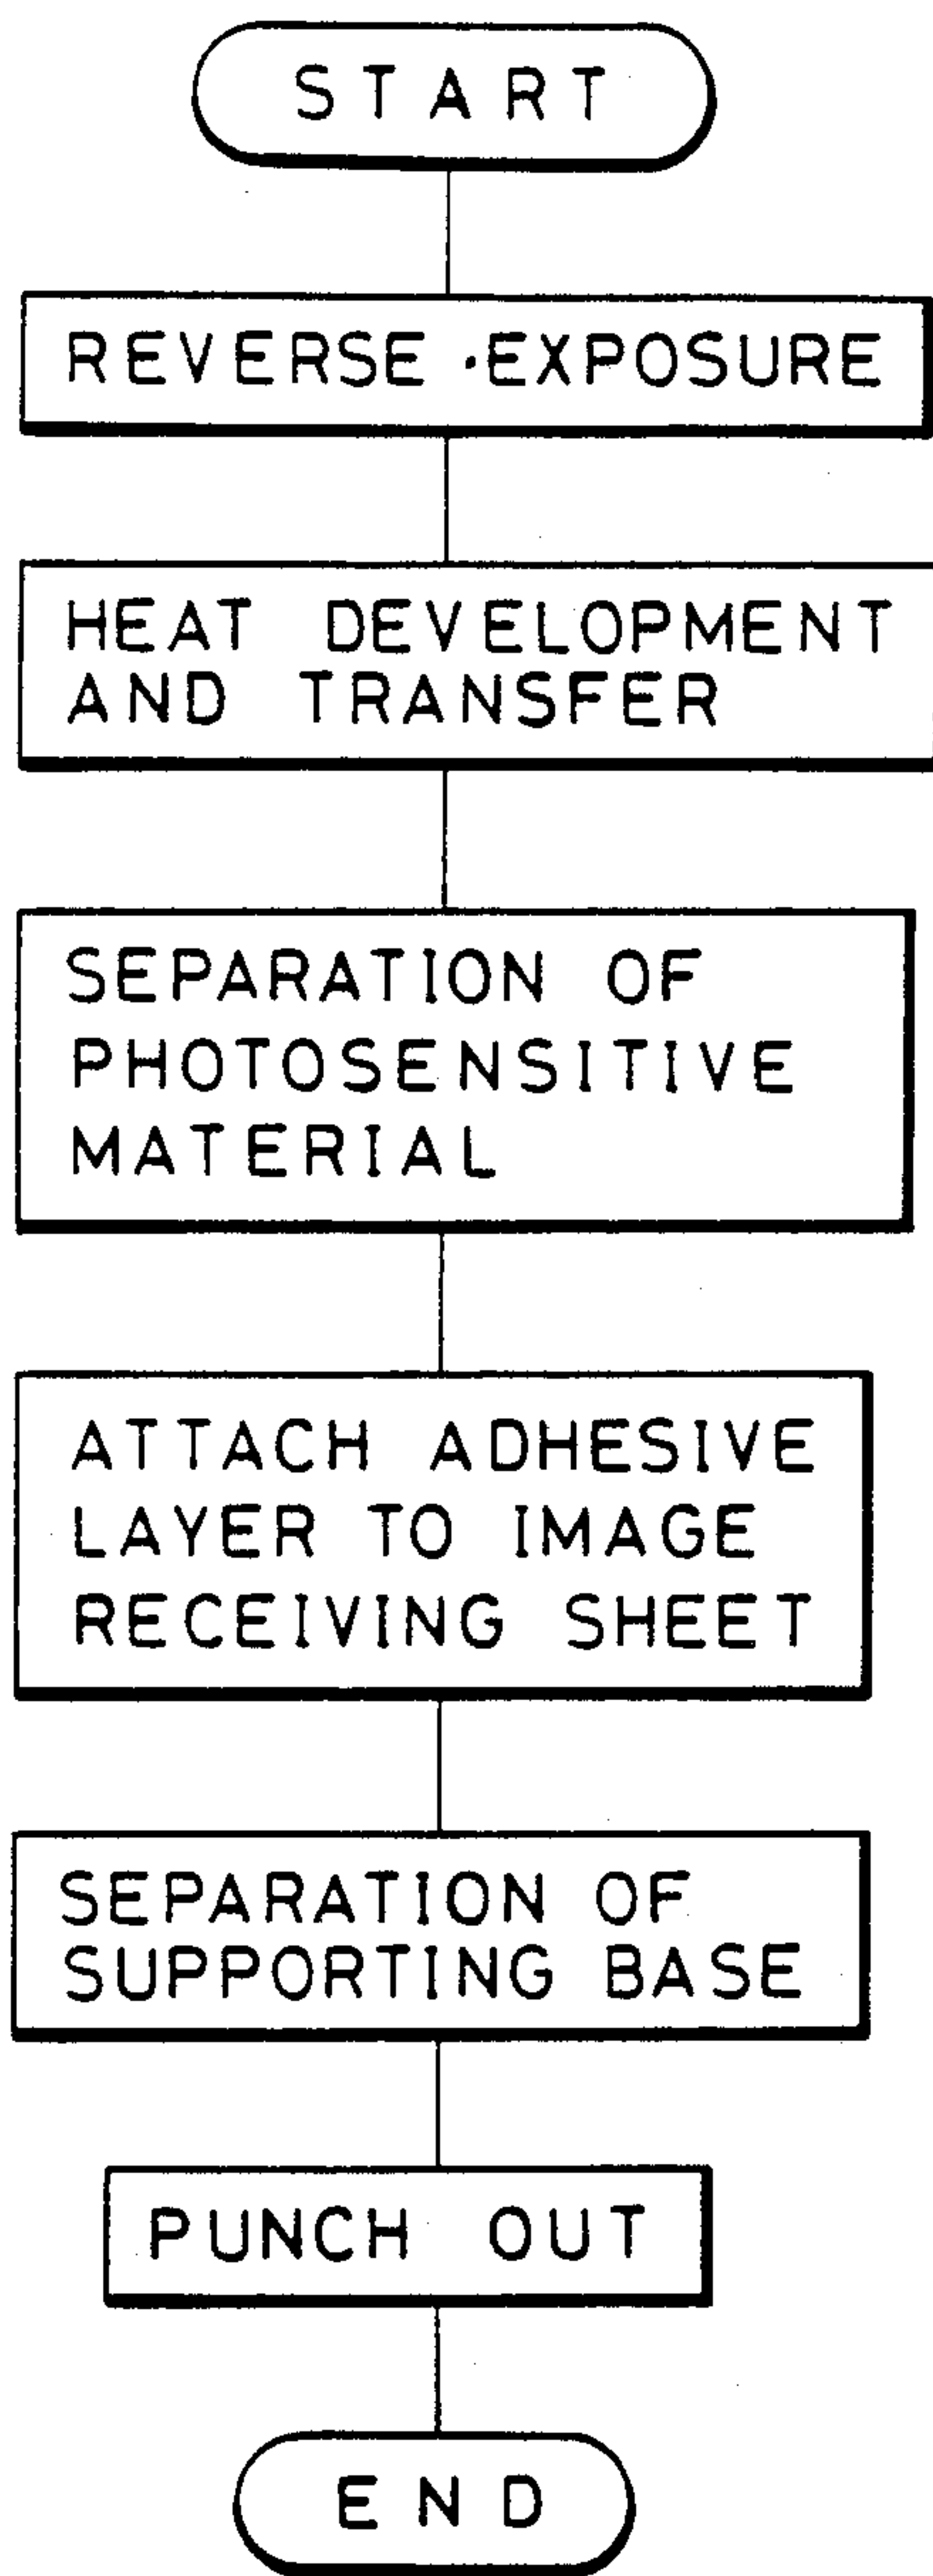 START
REVERSE EXPOSURE
HEAT DEVELOPMENT
AND TRANSFER
SEPARATION OF
PHOTOSENSITIVE
MATERIAL
ATTACH ADHESIVE
LAYER TO IMAGE
RECEIVING SHEET
SEPARATION OF
SUPPORTING BASE
PUNCH OUT
END